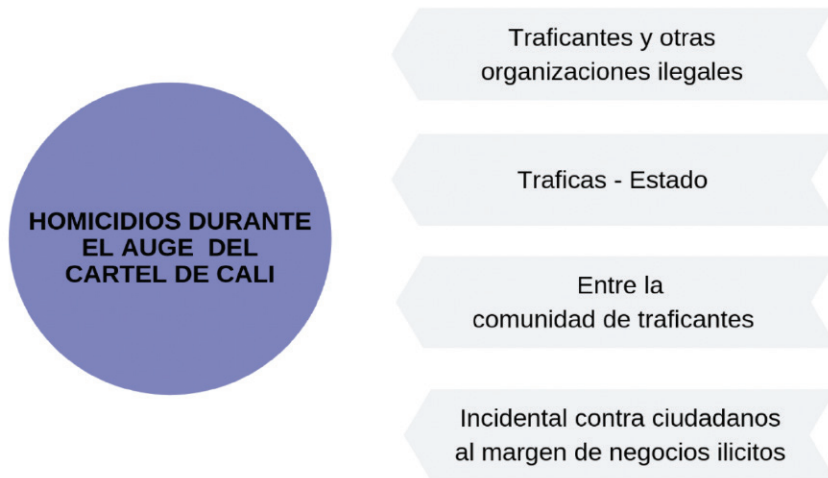 HOMICIDIOS DURANTE
EL AUGE DEL
CARTEL DE CALI
Traficantes y otras
organizaciones ilegales
Traficas - Estado
Entre la
comunidad de traficantes
Incidental contra ciudadanos
al margen de negocios ilicitos